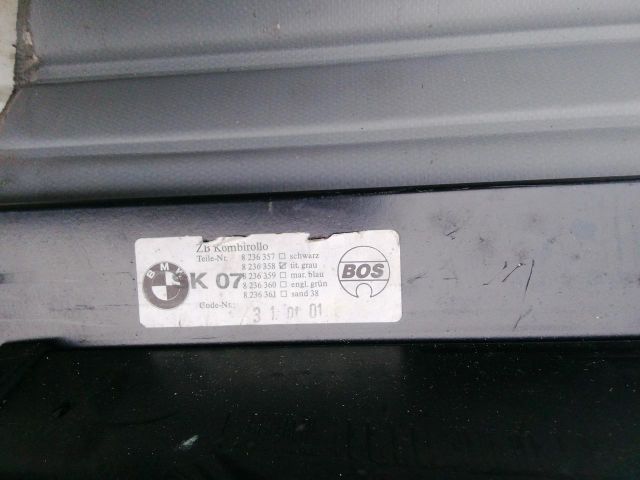 ZB Kombirollo
Teile-Nr. 8 236 357 schwarz
8 236 358 tit. grau
8 236 359 mar. blau
8 236 360 engl. grün
8 236 361 sand 38
BMW
K 07
BOS
Code-Nr.:
3 1 01 01